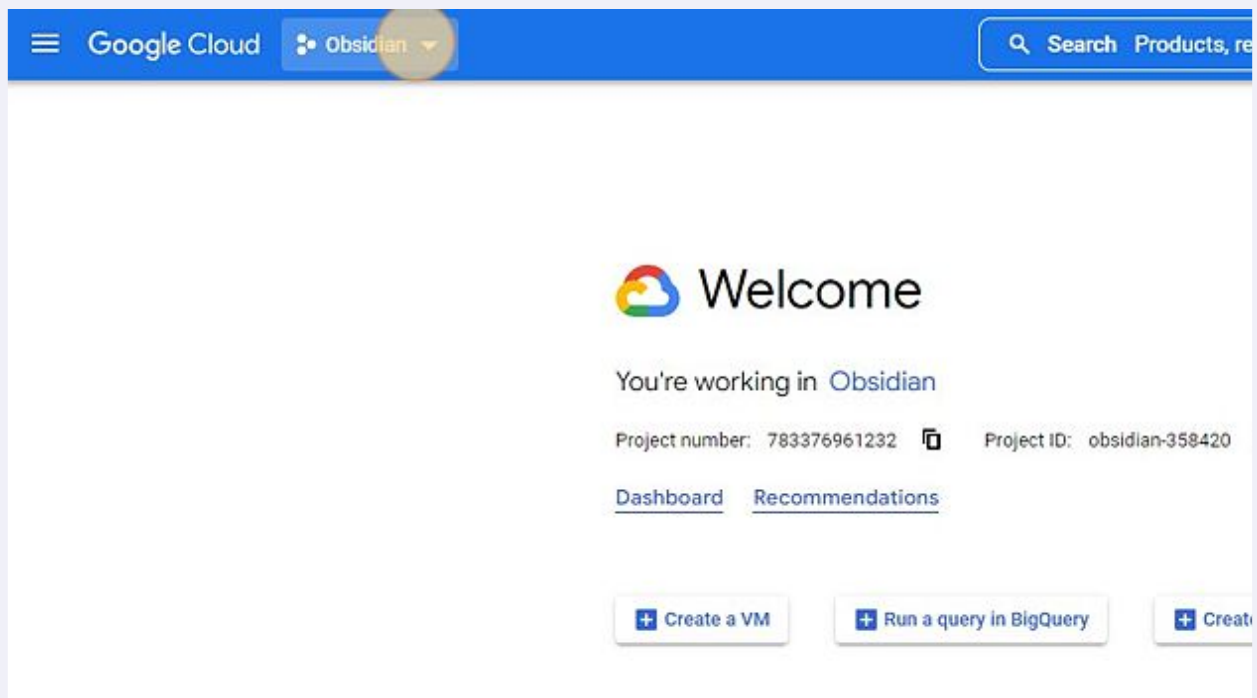 Google Cloud Obsidian Search Products, re
Welcome
You're working in Obsidian
Project number: 783376961232 Project ID: obsidian-358420
Dashboard Recommendations
Create a VM Run a query in BigQuery Create